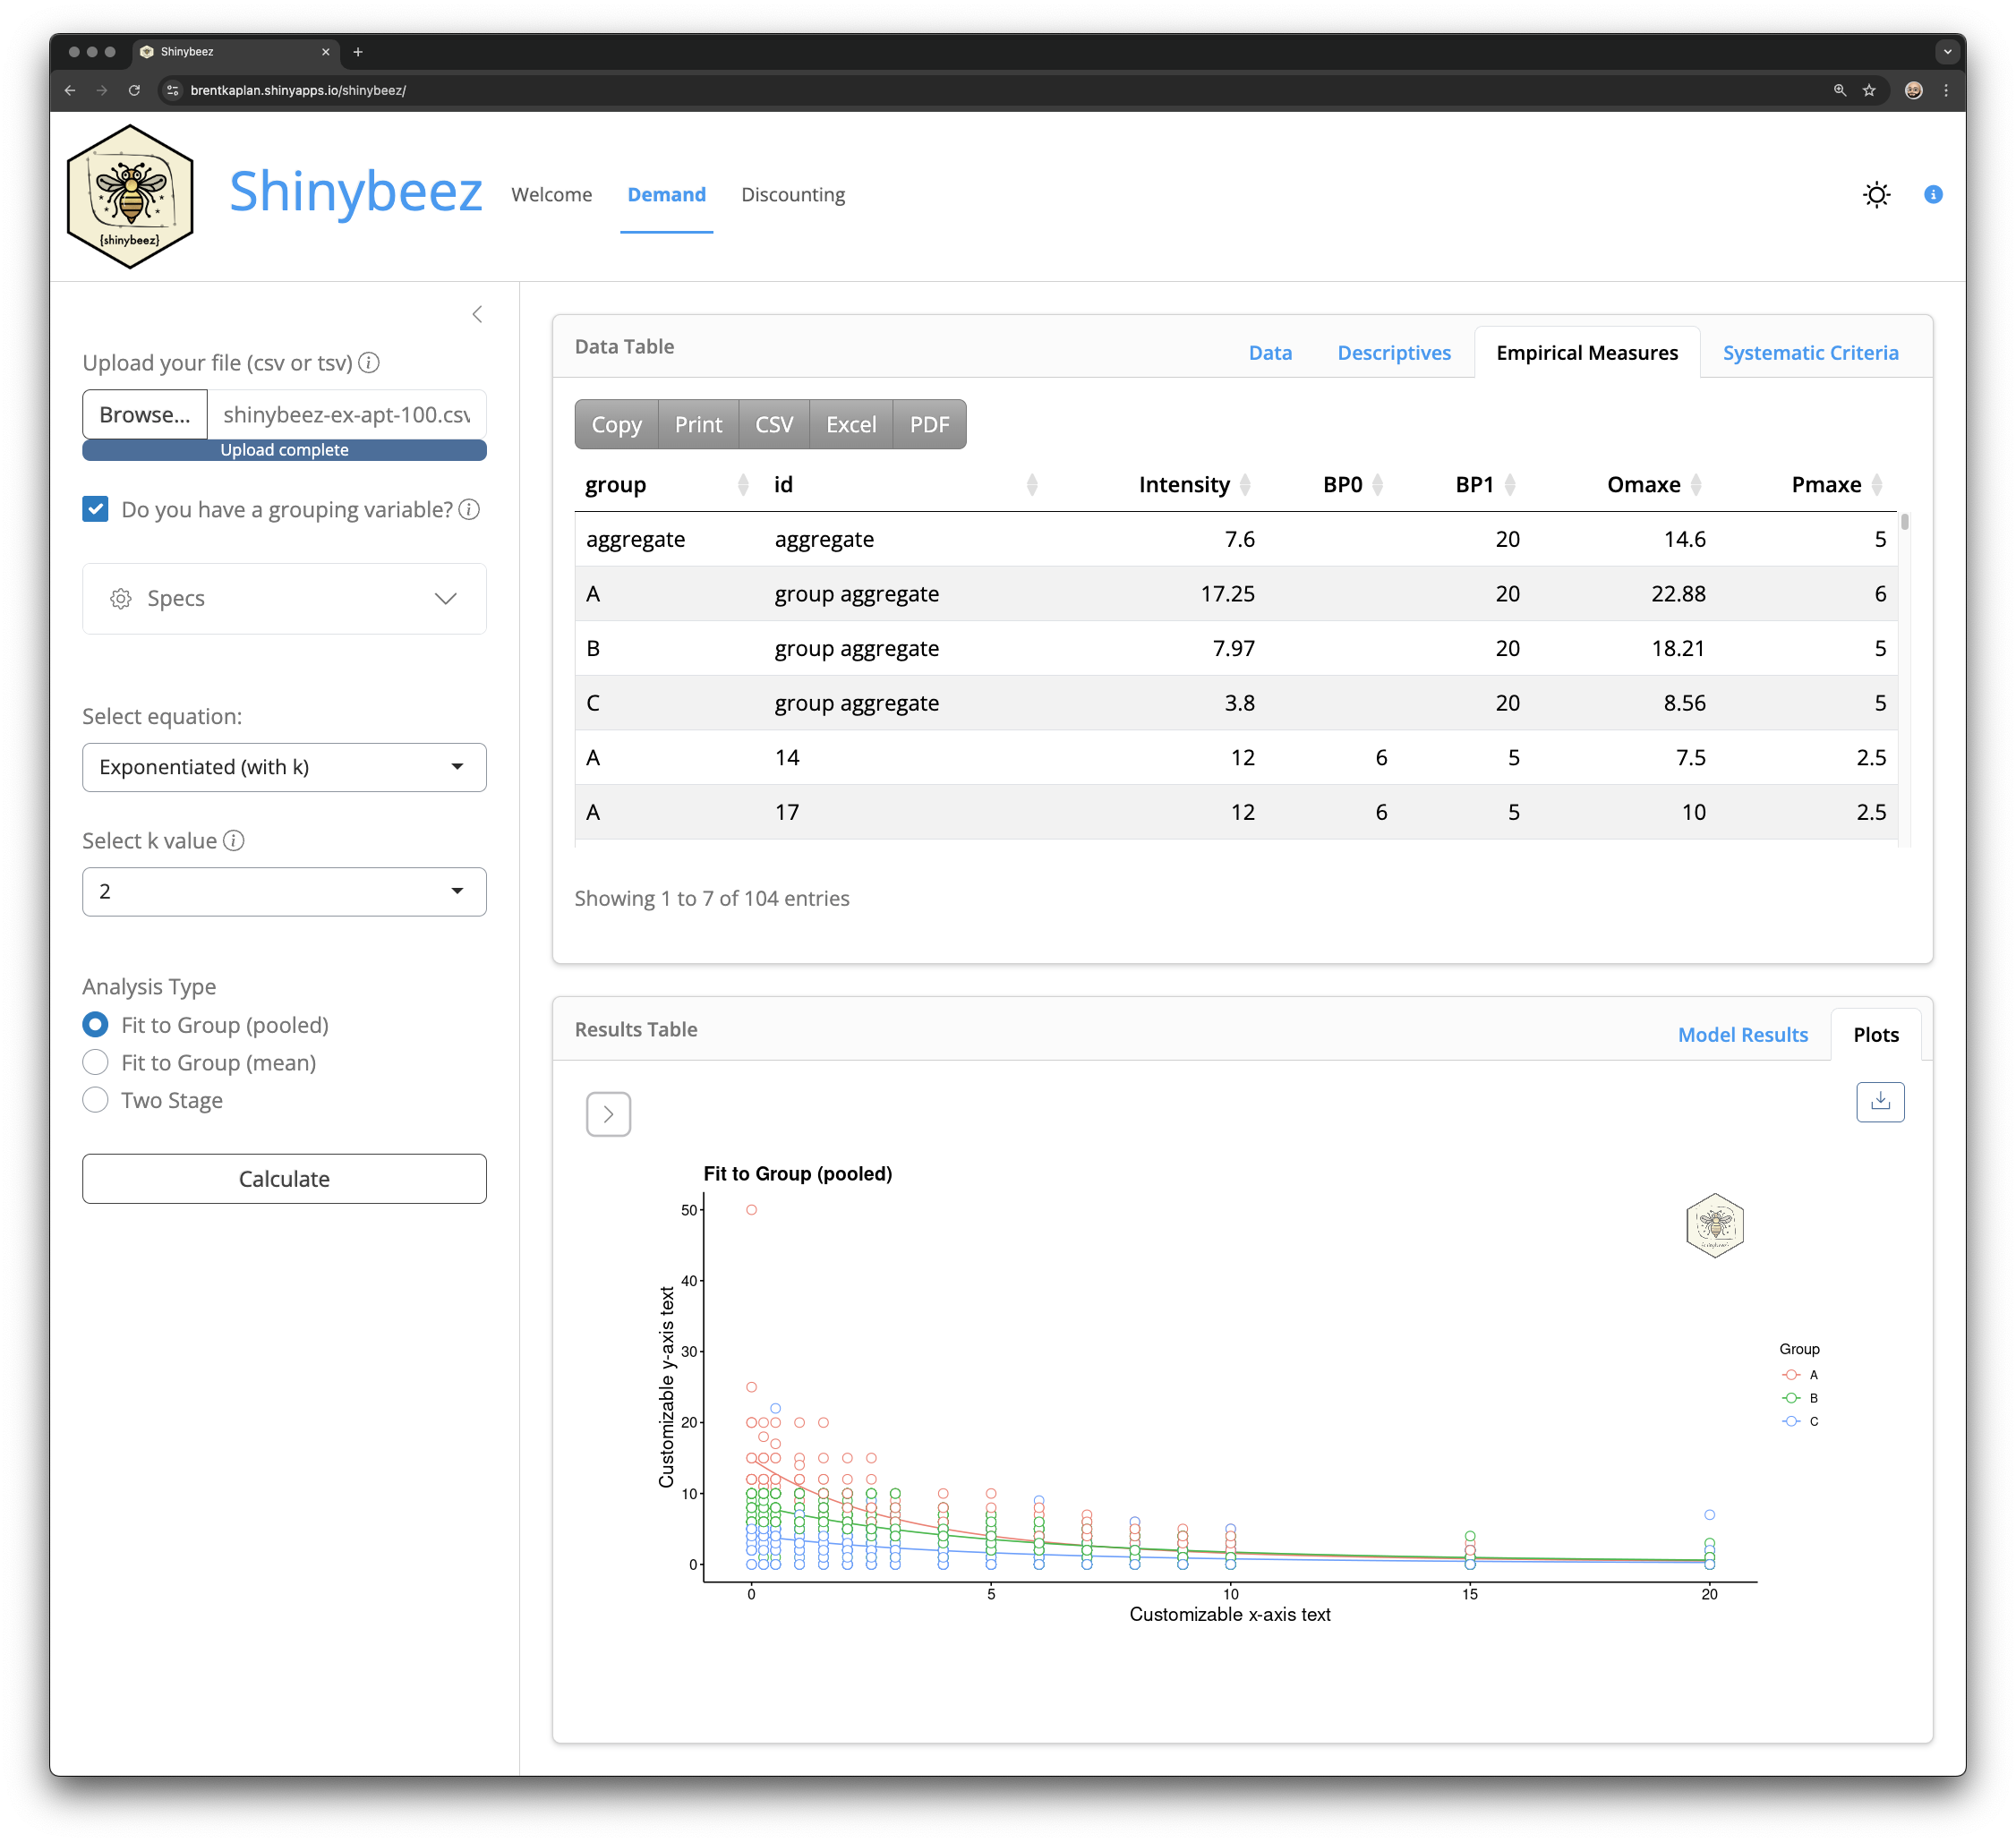 Shinybeez
brentkaplan.shinyapps.io/shinybeez/
{shinybeez}
Shinybeez
Welcome
Demand
Discounting
Upload your file (csv or tsv)
Browse...
shinybeez-ex-apt-100.csv
Upload complete
Do you have a grouping variable?
Specs
Select equation:
Exponentiated (with k)
Select k value
2
Analysis Type
Fit to Group (pooled)
Fit to Group (mean)
Two Stage
Calculate
Data Table
Data
Descriptives
Empirical Measures
Systematic Criteria
Copy Print CSV Excel PDF
group id Intensity BP0 BP1 Omaxe Pmaxe
aggregate aggregate 7.6 20 14.6 5
A group aggregate 17.25 20 22.88 6
B group aggregate 7.97 20 18.21 5
C group aggregate 3.8 20 8.56 5
A 14 12 6 5 7.5 2.5
A 17 12 6 5 10 2.5
Showing 1 to 7 of 104 entries
Results Table
Model Results
Plots
Fit to Group (pooled)
Customizable y-axis text
50
40
30
20
10
0
0 5 10 15 20
Customizable x-axis text
Group
A
B
C